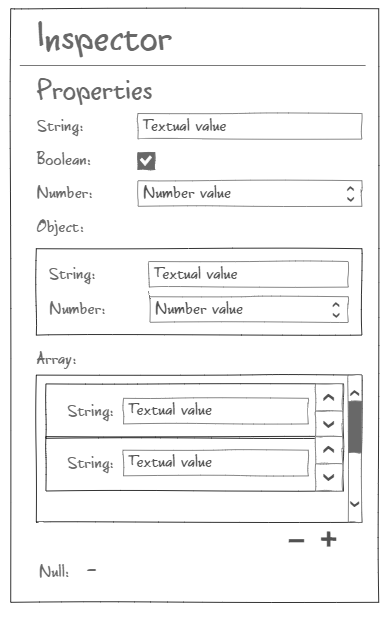 Inspector
Properties
String: Textual value
Boolean:
Number: Number value
Object:
String: Textual value
Number: Number value
Array:
String: Textual value
String: Textual value
− +
Null: –